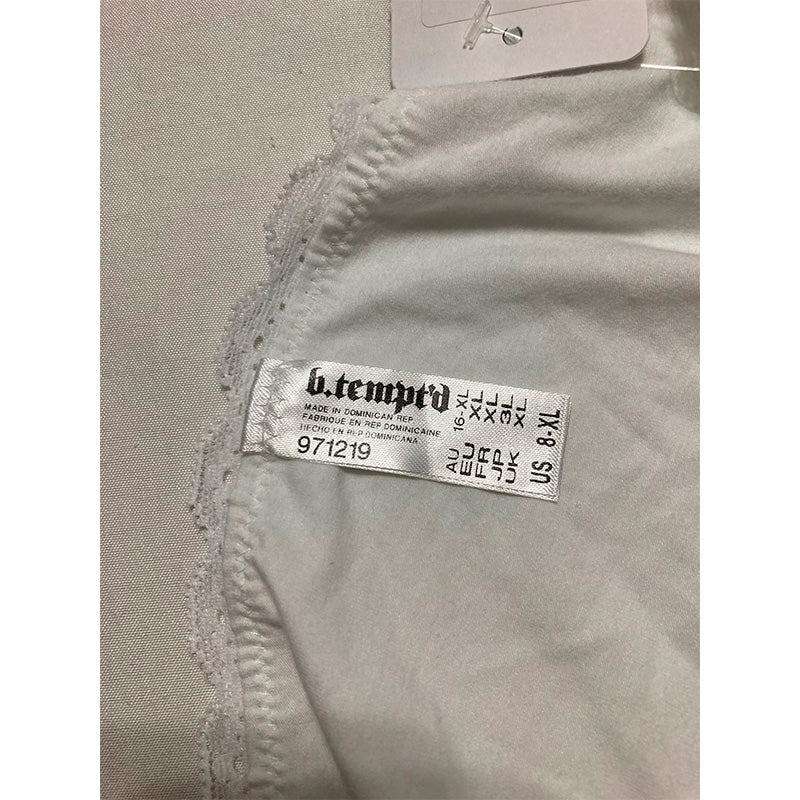 b.tempt'd
MADE IN DOMINICAN REP
FABRIQUE EN REP DOMINICAINE
HECHO EN REP DOMINICANA
971219
AU 16-XL
EU XL
FR XL
JP 3L
UK XL
US 8-XL